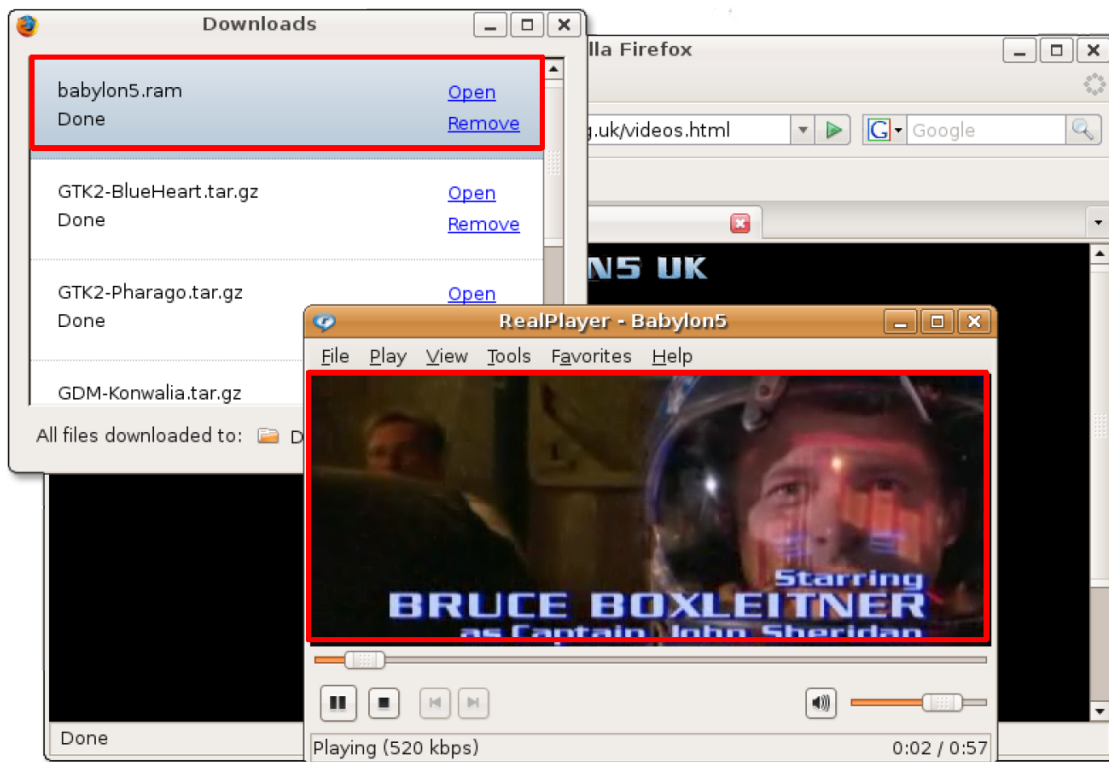 Downloads
babylon5.ram
Open
Done
Remove
GTK2-BlueHeart.tar.gz
Open
Done
Remove
GTK2-Pharago.tar.gz
Open
Done
GDM-Konwalia.tar.gz
All files downloaded to: D
lla Firefox
g.uk/videos.html
G
Google
N5 UK
RealPlayer - Babylon5
File Play View Tools Favorites Help
Starring
BRUCE BOXLEITNER
as Captain John Sheridan
Playing (520 kbps)
0:02 / 0:57
Done